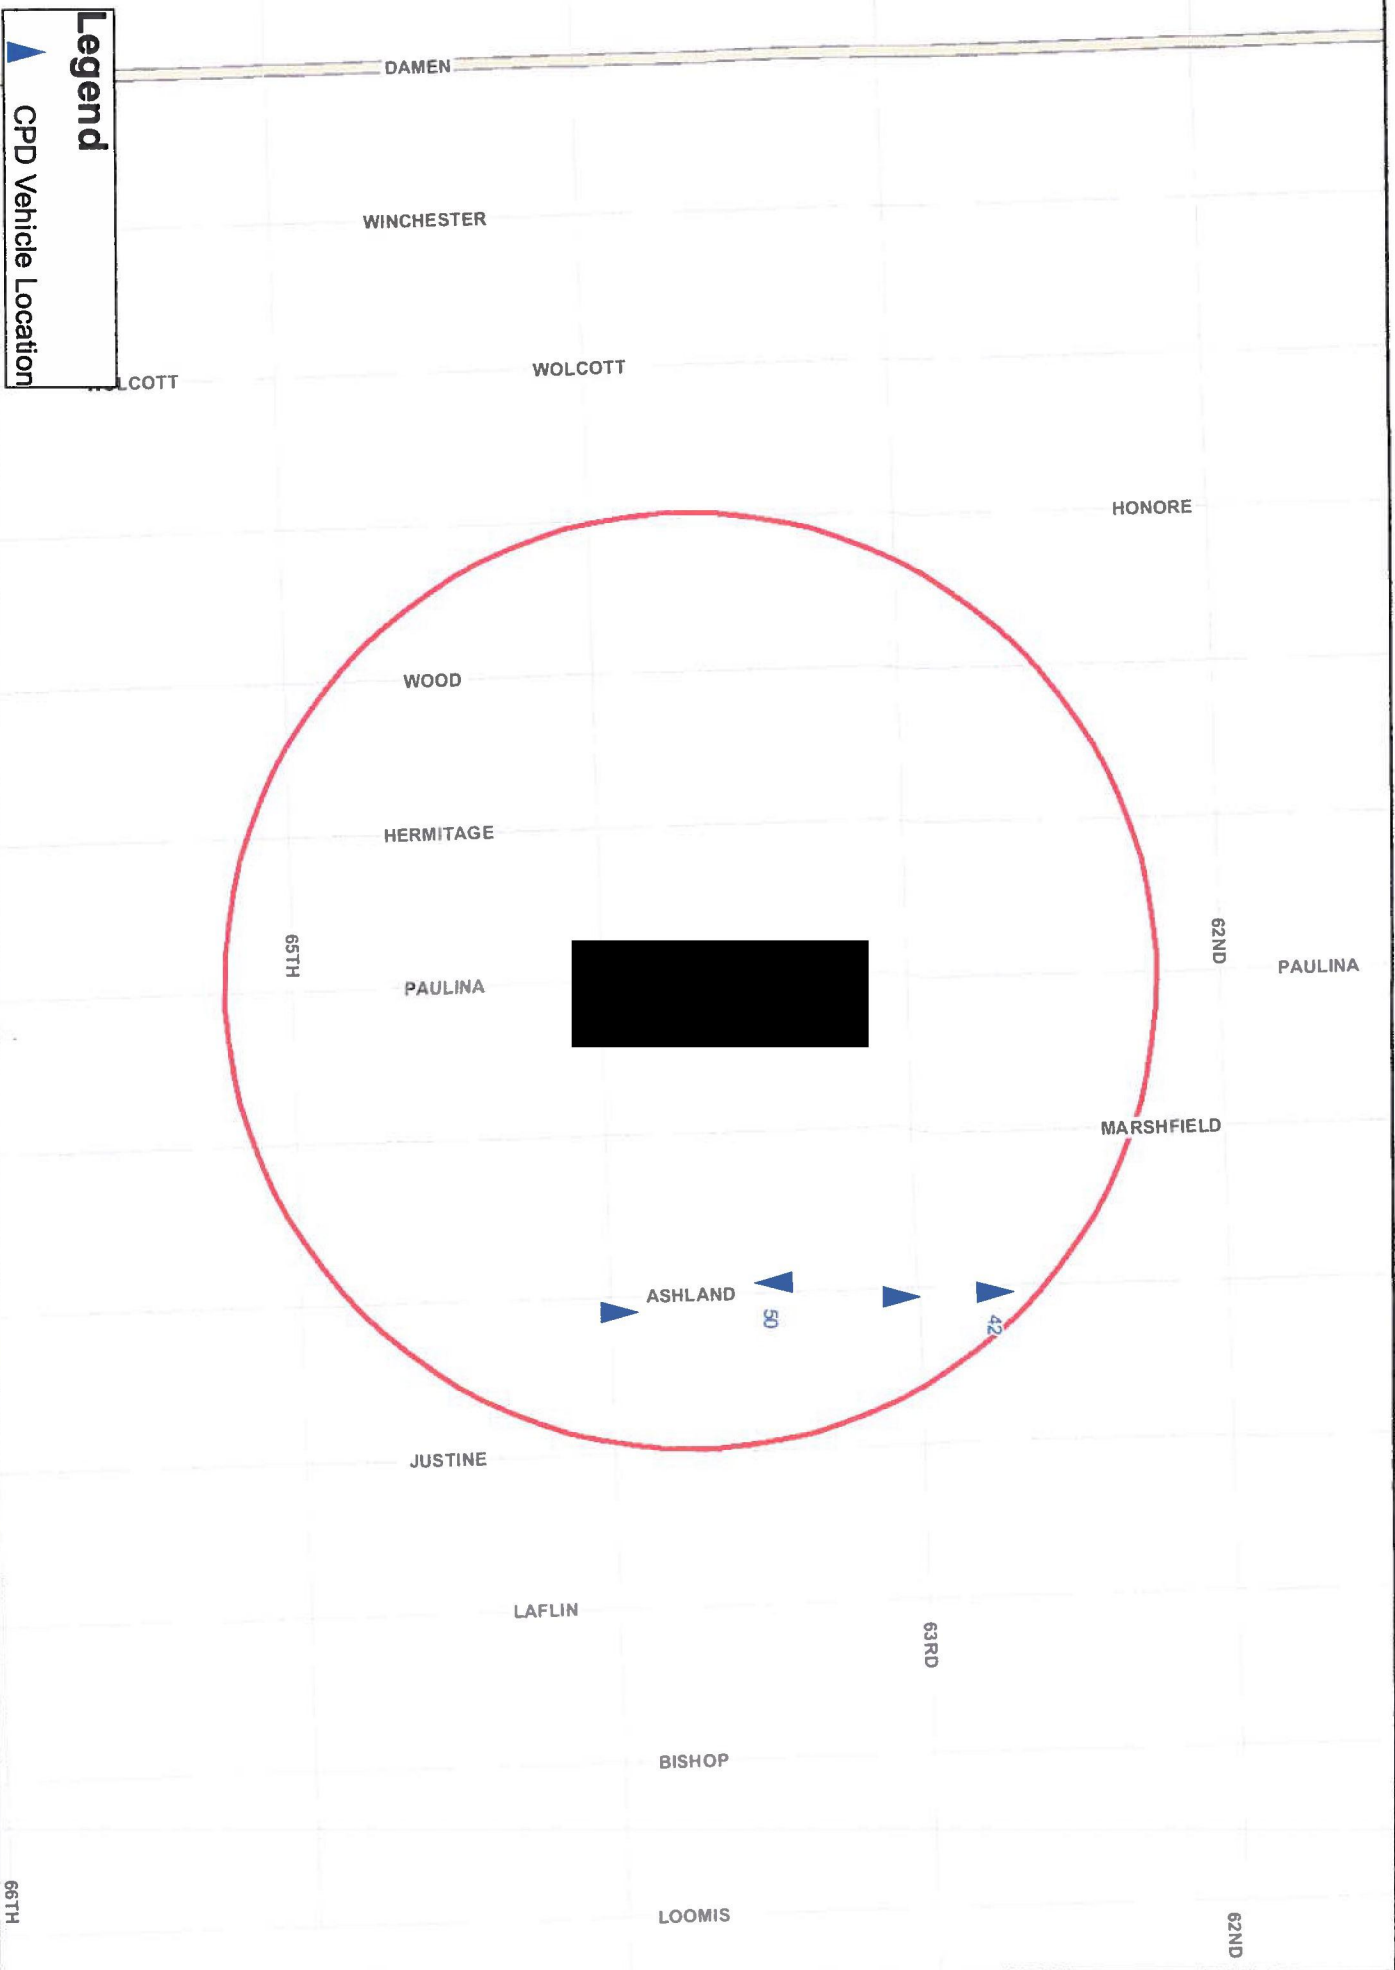 Legend
CPD Vehicle Location
DAMEN
WINCHESTER
WOLCOTT
LCOTT
HONORE
WOOD
HERMITAGE
65TH
62ND
PAULINA
PAULINA
MARSHFIELD
ASHLAND
50
42
JUSTINE
LAFLIN
63RD
BISHOP
66TH
LOOMIS
62ND